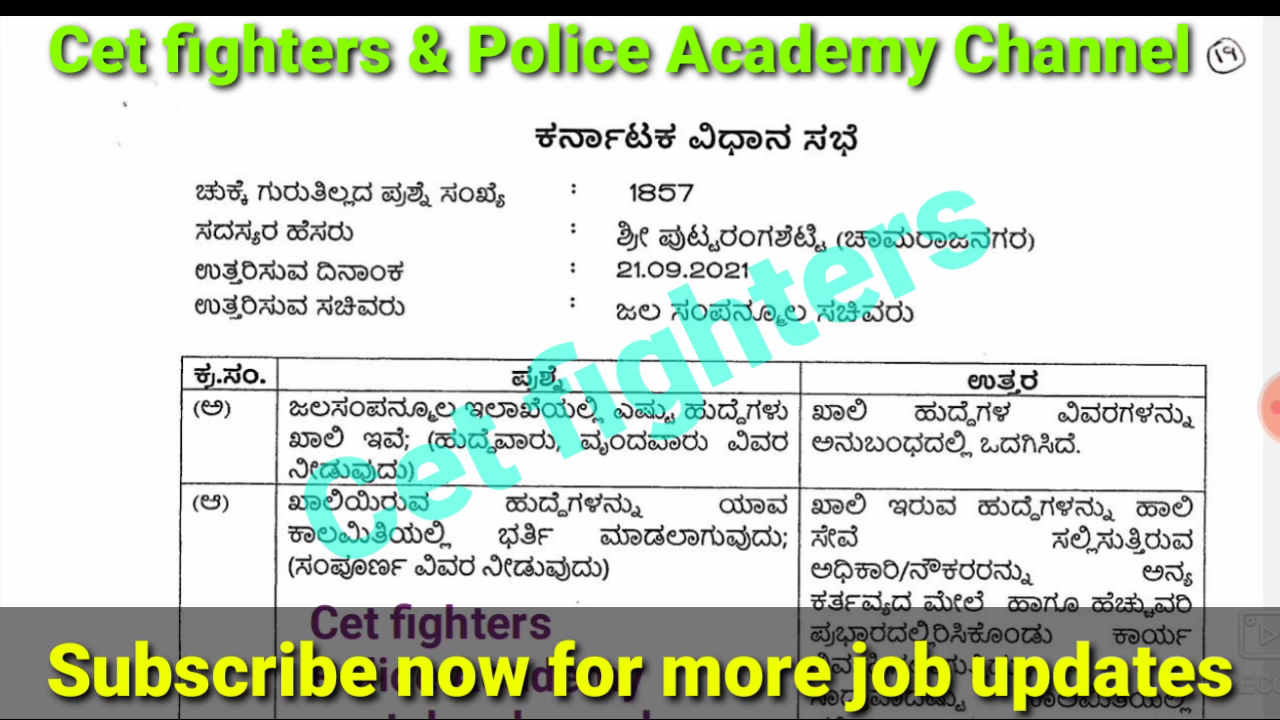 Cet fighters & Police Academy Channel
೧೪
ಕರ್ನಾಟಕ ವಿಧಾನ ಸಭೆ
ಚುಕ್ಕೆ ಗುರುತಿಲ್ಲದ ಪ್ರಶ್ನೆ ಸಂಖ್ಯೆ : 1857
ಸದಸ್ಯರ ಹೆಸರು : ಶ್ರೀ ಪುಟ್ಟರಂಗಶೆಟ್ಟಿ (ಚಾಮರಾಜನಗರ)
ಉತ್ತರಿಸುವ ದಿನಾಂಕ : 21.09.2021
ಉತ್ತರಿಸುವ ಸಚಿವರು : ಜಲ ಸಂಪನ್ಮೂಲ ಸಚಿವರು
Cet fighters
ಕ್ರ.ಸಂ. ಪ್ರಶ್ನೆ ಉತ್ತರ
(ಅ) ಜಲಸಂಪನ್ಮೂಲ ಇಲಾಖೆಯಲ್ಲಿ ಎಷ್ಟು ಹುದ್ದೆಗಳು
ಖಾಲಿ ಇವೆ; (ಹುದ್ದೆವಾರು, ವೃಂದವಾರು ವಿವರ
ನೀಡುವುದು)
ಖಾಲಿ ಹುದ್ದೆಗಳ ವಿವರಗಳನ್ನು
ಅನುಬಂಧದಲ್ಲಿ ಒದಗಿಸಿದೆ.
(ಆ) ಖಾಲಿಯಿರುವ ಹುದ್ದೆಗಳನ್ನು ಯಾವ
ಕಾಲಮಿತಿಯಲ್ಲಿ ಭರ್ತಿ ಮಾಡಲಾಗುವುದು;
(ಸಂಪೂರ್ಣ ವಿವರ ನೀಡುವುದು)
ಖಾಲಿ ಇರುವ ಹುದ್ದೆಗಳನ್ನು ಹಾಲಿ
ಸೇವೆ ಸಲ್ಲಿಸುತ್ತಿರುವ
ಅಧಿಕಾರಿ/ನೌಕರರನ್ನು ಅನ್ಯ
ಕರ್ತವ್ಯದ ಮೇಲೆ ಹಾಗೂ ಹೆಚ್ಚುವರಿ
ಪ್ರಭಾರದಲ್ಲಿರಿಸಿಕೊಂಡು ಕಾರ್ಯ
Cet fighters
Subscribe now for more job updates